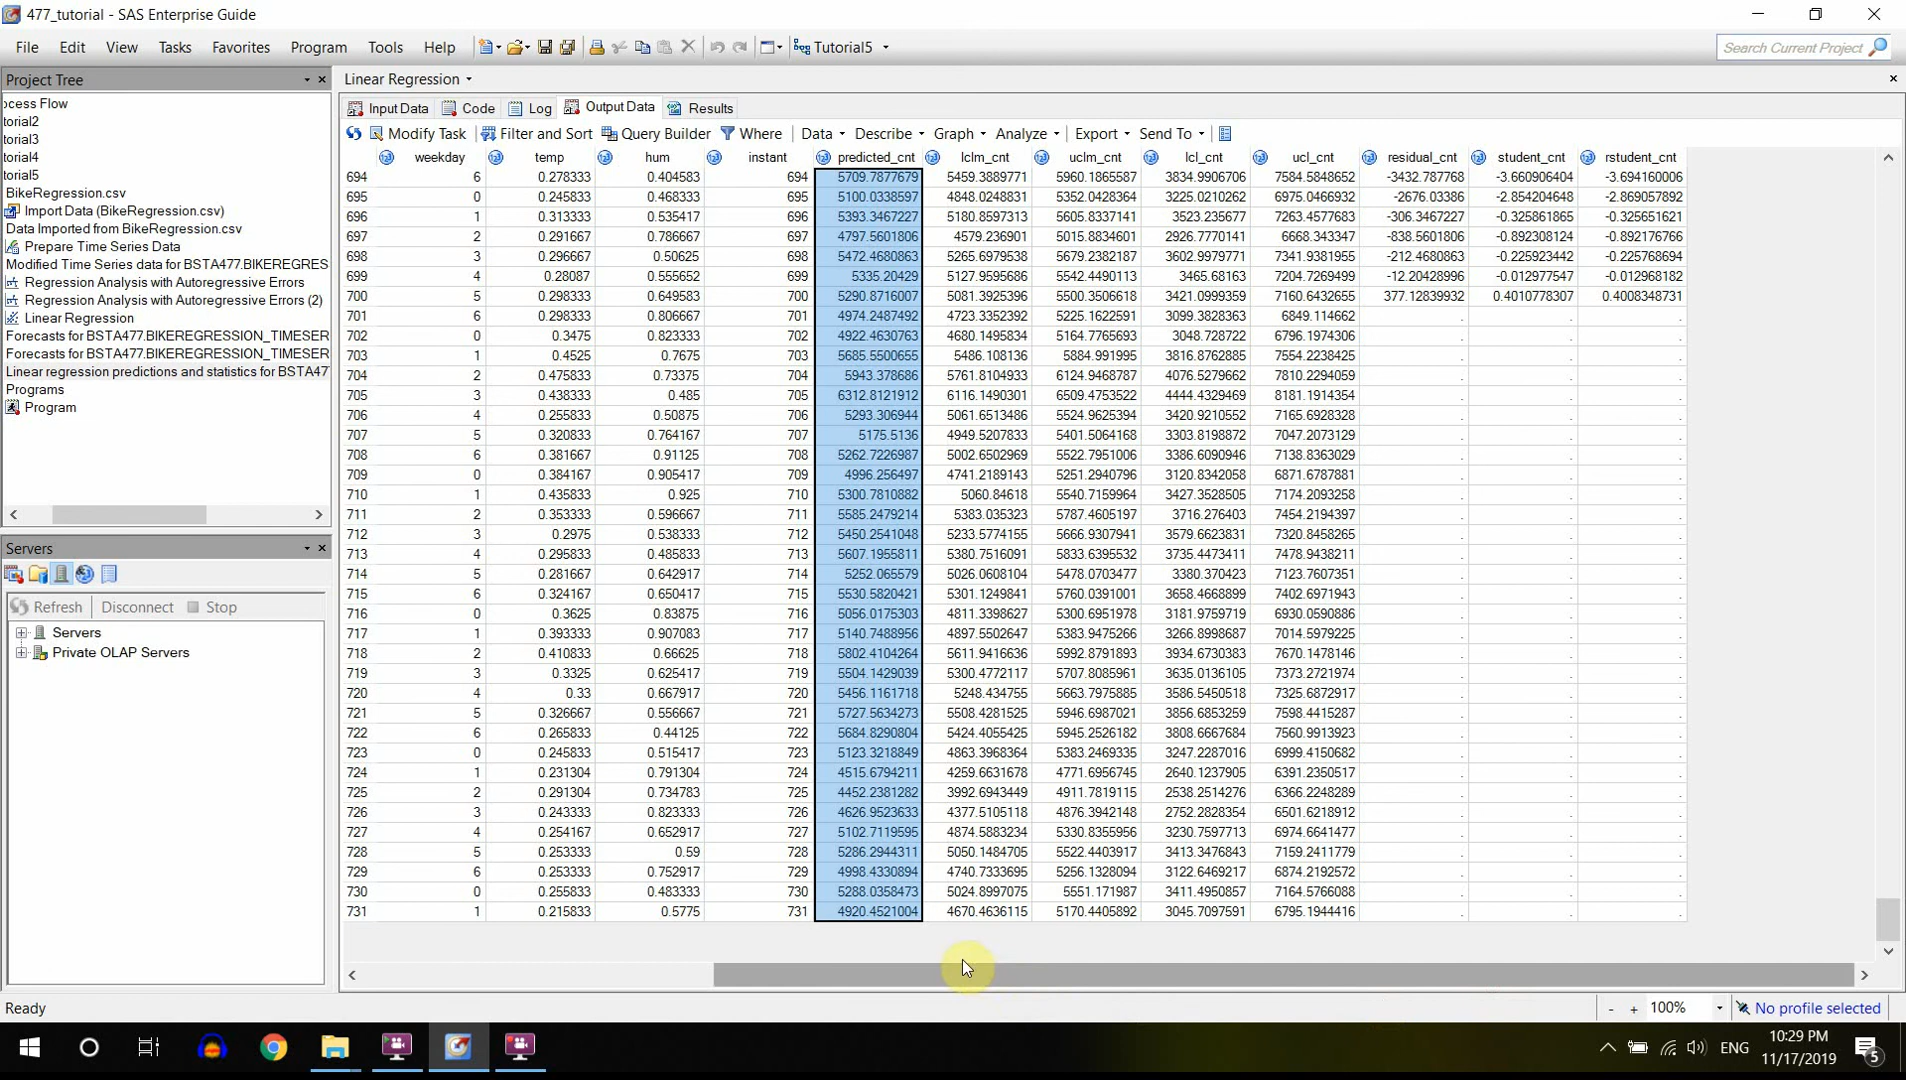 477_tutorial - SAS Enterprise Guide
File Edit View Tasks Favorites Program Tools Help Tutorial5 Search Current Project
Project Tree
ocess Flow
torial2
torial3
torial4
torial5
BikeRegression.csv
Import Data (BikeRegression.csv)
Data Imported from BikeRegression.csv
Prepare Time Series Data
Modified Time Series data for BSTA477.BIKEREGRES
Regression Analysis with Autoregressive Errors
Regression Analysis with Autoregressive Errors (2)
Linear Regression
Forecasts for BSTA477.BIKEREGRESSION_TIMESER
Forecasts for BSTA477.BIKEREGRESSION_TIMESER
Linear regression predictions and statistics for BSTA47
Programs
Program
Servers
Refresh Disconnect Stop
Servers
Private OLAP Servers
Linear Regression
Input Data Code Log Output Data Results
Modify Task Filter and Sort Query Builder Where Data Describe Graph Analyze Export Send To
weekday temp hum instant predicted_cnt lclm_cnt uclm_cnt lcl_cnt ucl_cnt residual_cnt student_cnt rstudent_cnt
694 6 0.278333 0.404583 694 5709.7877679 5459.3889771 5960.1865587 3834.9906706 7584.5848652 -3432.787768 -3.660906404 -3.694160006
695 0 0.245833 0.468333 695 5100.0338597 4848.0248831 5352.0428364 3225.0210262 6975.0466932 -2676.03386 -2.854204648 -2.869057892
696 1 0.313333 0.535417 696 5393.3467227 5180.8597313 5605.8337141 3523.235677 7263.4577683 -306.3467227 -0.325861865 -0.325651621
697 2 0.291667 0.786667 697 4797.5601806 4579.236901 5015.8834601 2926.7770141 6668.343347 -838.5601806 -0.892308124 -0.892176766
698 3 0.296667 0.50625 698 5472.4680863 5265.6979538 5679.2382187 3602.9979771 7341.9381955 -212.4680863 -0.225923442 -0.225768694
699 4 0.28087 0.555652 699 5335.20429 5127.9595686 5542.4490113 3465.68163 7204.7269499 -12.20428996 -0.012977547 -0.012968182
700 5 0.298333 0.649583 700 5290.8716007 5081.3925396 5500.3506618 3421.0999359 7160.6432655 377.12839932 0.4010778307 0.4008348731
701 6 0.298333 0.806667 701 4974.2487492 4723.3352392 5225.1622591 3099.3828363 6849.114662 . . .
702 0 0.3475 0.823333 702 4922.4630763 4680.1495834 5164.7765693 3048.728722 6796.1974306 . . .
703 1 0.4525 0.7675 703 5685.5500655 5486.108136 5884.991995 3816.8762885 7554.2238425 . . .
704 2 0.475833 0.73375 704 5943.378686 5761.8104933 6124.9468787 4076.5279662 7810.2294059 . . .
705 3 0.438333 0.485 705 6312.8121912 6116.1490301 6509.4753522 4444.4329469 8181.1914354 . . .
706 4 0.255833 0.50875 706 5293.306944 5061.6513486 5524.9625394 3420.9210552 7165.6928328 . . .
707 5 0.320833 0.764167 707 5175.5136 4949.5207833 5401.5064168 3303.8198872 7047.2073129 . . .
708 6 0.381667 0.91125 708 5262.7226987 5002.6502969 5522.7951006 3386.6090946 7138.8363029 . . .
709 0 0.384167 0.905417 709 4996.256497 4741.2189143 5251.2940796 3120.8342058 6871.6787881 . . .
710 1 0.435833 0.925 710 5300.7810882 5060.84618 5540.7159964 3427.3528505 7174.2093258 . . .
711 2 0.353333 0.596667 711 5585.2479214 5383.035323 5787.4605197 3716.276403 7454.2194397 . . .
712 3 0.2975 0.538333 712 5450.2541048 5233.5774155 5666.9307941 3579.6623831 7320.8458265 . . .
713 4 0.295833 0.485833 713 5607.1955811 5380.7516091 5833.6395532 3735.4473411 7478.9438211 . . .
714 5 0.281667 0.642917 714 5252.065579 5026.0608104 5478.0703477 3380.370423 7123.7607351 . . .
715 6 0.324167 0.650417 715 5530.5820421 5301.1249841 5760.0391001 3658.4668899 7402.6971943 . . .
716 0 0.3625 0.83875 716 5056.0175303 4811.3398627 5300.6951978 3181.9759719 6930.0590886 . . .
717 1 0.393333 0.907083 717 5140.7488956 4897.5502647 5383.9475266 3266.8998687 7014.5979225 . . .
718 2 0.410833 0.66625 718 5802.4104264 5611.9416636 5992.8791893 3934.6730383 7670.1478146 . . .
719 3 0.3325 0.625417 719 5504.1429039 5300.4772117 5707.8085961 3635.0136105 7373.2721974 . . .
720 4 0.33 0.667917 720 5456.1161718 5248.434755 5663.7975885 3586.5450518 7325.6872917 . . .
721 5 0.326667 0.556667 721 5727.5634273 5508.4281525 5946.6987021 3856.6853259 7598.4415287 . . .
722 6 0.265833 0.44125 722 5684.8290804 5424.4055425 5945.2526182 3808.6667684 7560.9913923 . . .
723 0 0.245833 0.515417 723 5123.3218849 4863.3968364 5383.2469335 3247.2287016 6999.4150682 . . .
724 1 0.231304 0.791304 724 4515.6794211 4259.6631678 4771.6956745 2640.1237905 6391.2350517 . . .
725 2 0.291304 0.734783 725 4452.2381282 3992.6943449 4911.7819115 2538.2514276 6366.2248289 . . .
726 3 0.243333 0.823333 726 4626.9523633 4377.5105118 4876.3942148 2752.2828354 6501.6218912 . . .
727 4 0.254167 0.652917 727 5102.7119595 4874.5883234 5330.8355956 3230.7597713 6974.6641477 . . .
728 5 0.253333 0.59 728 5286.2944311 5050.1484705 5522.4403917 3413.3476843 7159.2411779 . . .
729 6 0.253333 0.752917 729 4998.4330894 4740.7333695 5256.1328094 3122.6469217 6874.2192572 . . .
730 0 0.255833 0.483333 730 5288.0358473 5024.8997075 5551.171987 3411.4950857 7164.5766088 . . .
731 1 0.215833 0.5775 731 4920.4521004 4670.4636115 5170.4405892 3045.7097591 6795.1944416 . . .
Ready - + 100% No profile selected
ENG 10:29 PM
11/17/2019 5